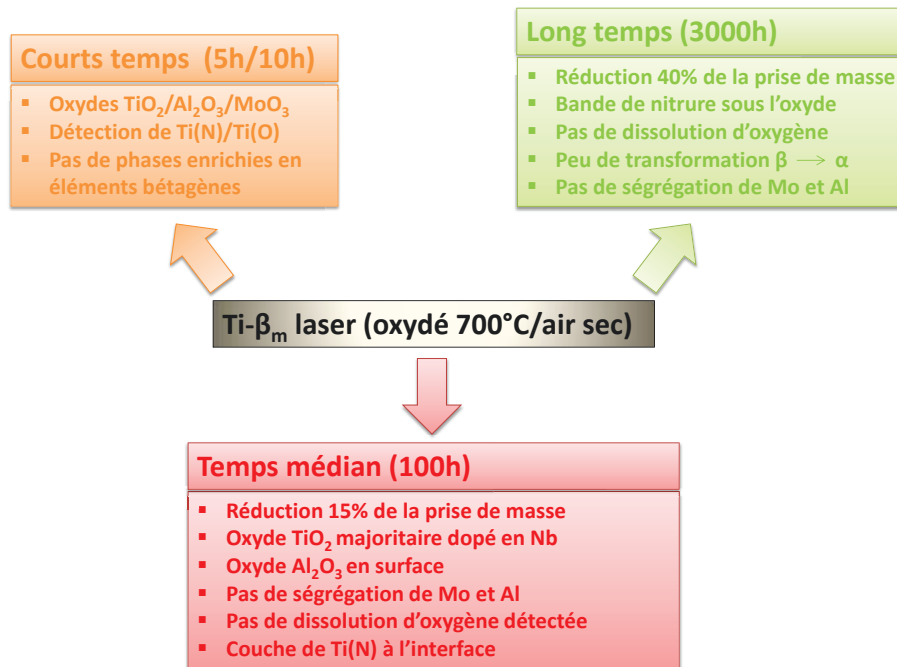 Courts temps (5h/10h)
▪ Oxydes TiO₂/Al₂O₃/MoO₃
▪ Détection de Ti(N)/Ti(O)
▪ Pas de phases enrichies en
éléments bétagènes
Long temps (3000h)
▪ Réduction 40% de la prise de masse
▪ Bande de nitrure sous l'oxyde
▪ Pas de dissolution d'oxygène
▪ Peu de transformation β → α
▪ Pas de ségrégation de Mo et Al
Ti-βₘ laser (oxydé 700°C/air sec)
Temps médian (100h)
▪ Réduction 15% de la prise de masse
▪ Oxyde TiO₂ majoritaire dopé en Nb
▪ Oxyde Al₂O₃ en surface
▪ Pas de ségrégation de Mo et Al
▪ Pas de dissolution d'oxygène détectée
▪ Couche de Ti(N) à l'interface